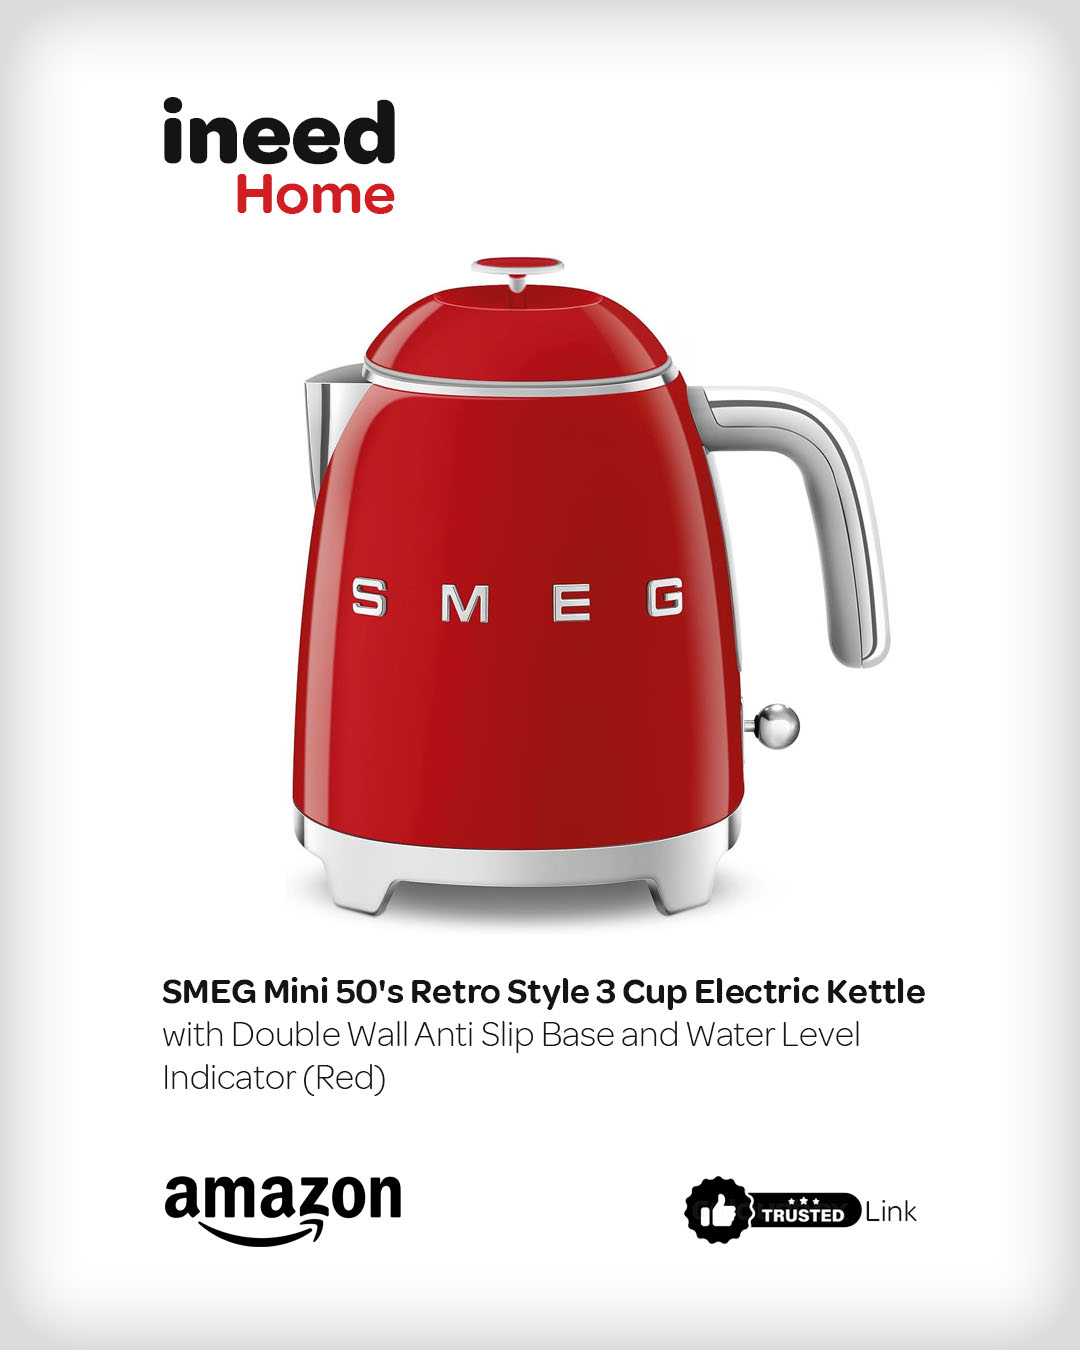 ineed
Home
S M E G
SMEG Mini 50's Retro Style 3 Cup Electric Kettle
with Double Wall Anti Slip Base and Water Level
Indicator (Red)
amazon
TRUSTED Link